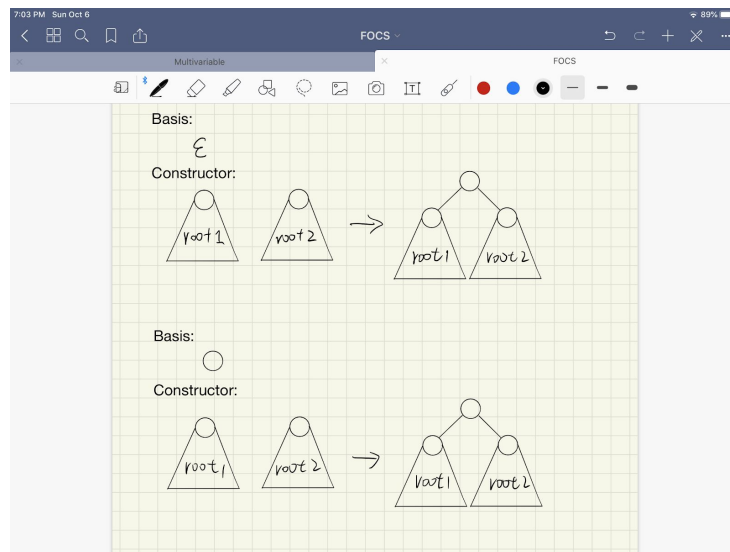 7:03 PM Sun Oct 6
89%
FOCS
Multivariable
FOCS
Basis:
ε
Constructor:
root1 root2 → root1 root2
Basis:
Constructor:
root1 root2 → root1 root2